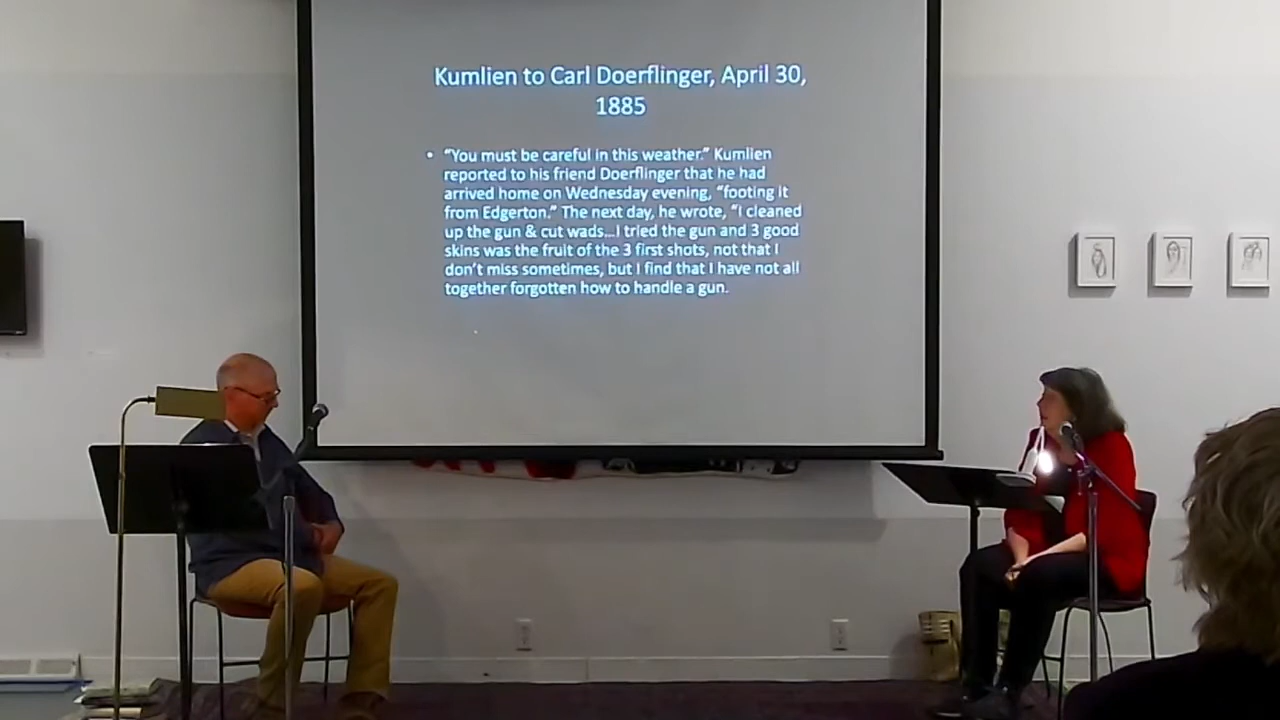 Kumlien to Carl Doerflinger, April 30,
1885
• “You must be careful in this weather.” Kumlien
reported to his friend Doerflinger that he had
arrived home on Wednesday evening, “footing it
from Edgerton.” The next day, he wrote, “I cleaned
up the gun & cut wads…I tried the gun and 3 good
skins was the fruit of the 3 first shots, not that I
don’t miss sometimes, but I find that I have not all
together forgotten how to handle a gun.